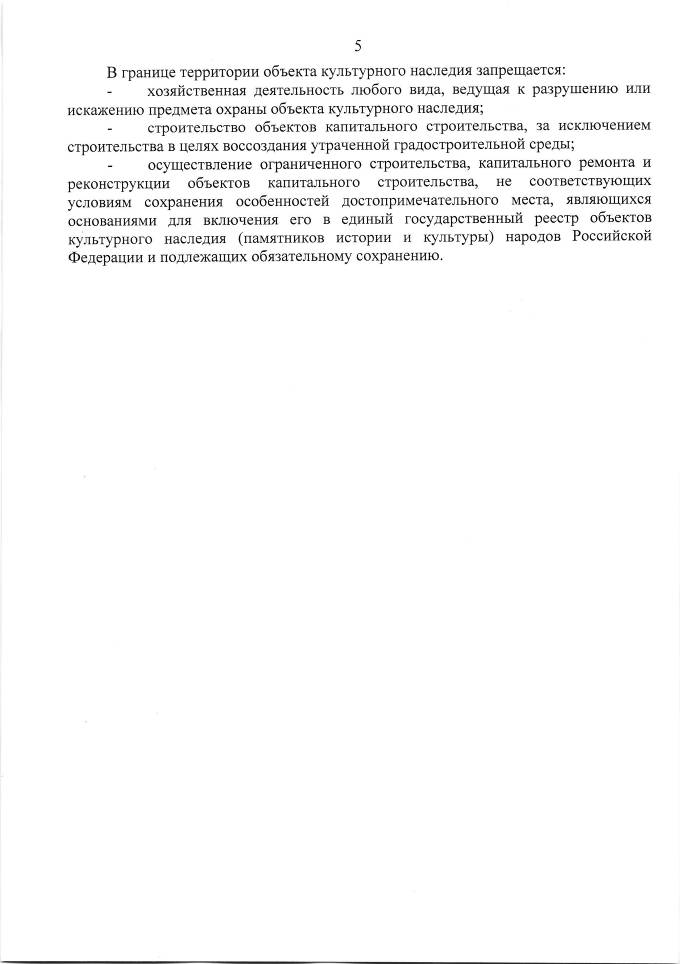 5
В границе территории объекта культурного наследия запрещается:
- хозяйственная деятельность любого вида, ведущая к разрушению или
искажению предмета охраны объекта культурного наследия;
- строительство объектов капитального строительства, за исключением
строительства в целях воссоздания утраченной градостроительной среды;
- осуществление ограниченного строительства, капитального ремонта и
реконструкции объектов капитального строительства, не соответствующих
условиям сохранения особенностей достопримечательного места, являющихся
основаниями для включения его в единый государственный реестр объектов
культурного наследия (памятников истории и культуры) народов Российской
Федерации и подлежащих обязательному сохранению.